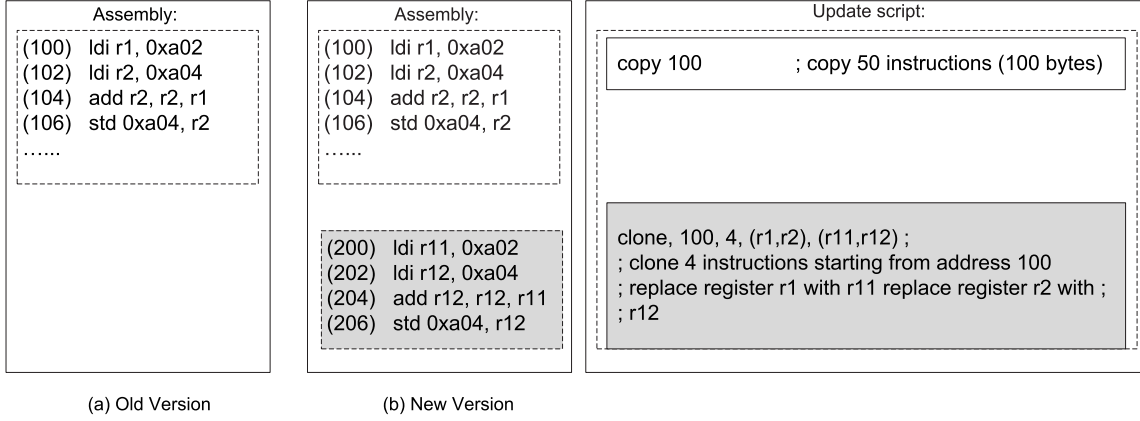 Assembly:
(100) ldi r1, 0xa02
(102) ldi r2, 0xa04
(104) add r2, r2, r1
(106) std 0xa04, r2
…...
(a) Old Version
Assembly:
(100) ldi r1, 0xa02
(102) ldi r2, 0xa04
(104) add r2, r2, r1
(106) std 0xa04, r2
…...
(200) ldi r11, 0xa02
(202) ldi r12, 0xa04
(204) add r12, r12, r11
(206) std 0xa04, r12
(b) New Version
Update script:
copy 100 ; copy 50 instructions (100 bytes)
clone, 100, 4, (r1,r2), (r11,r12) ;
; clone 4 instructions starting from address 100
; replace register r1 with r11 replace register r2 with ;
; r12